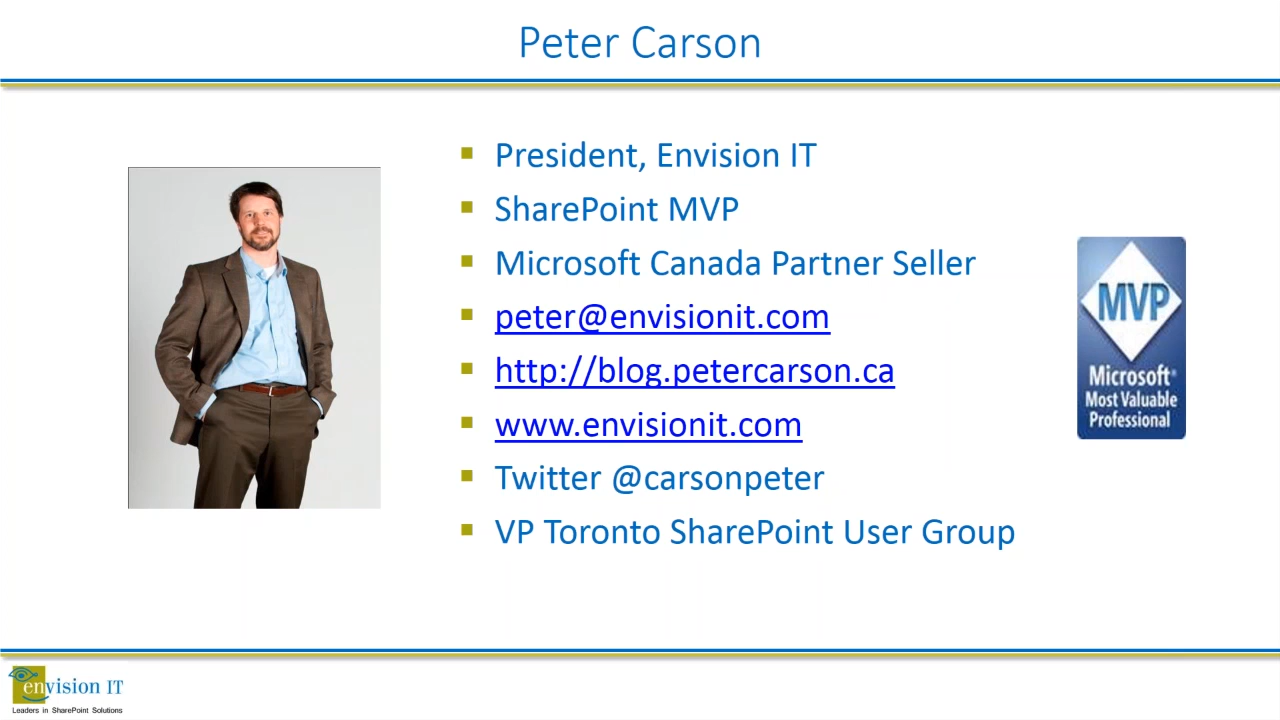 Peter Carson
President, Envision IT
SharePoint MVP
Microsoft Canada Partner Seller
peter@envisionit.com
http://blog.petercarson.ca
www.envisionit.com
Twitter @carsonpeter
VP Toronto SharePoint User Group
MVP
Microsoft®
Most Valuable
Professional
envision IT
Leaders in SharePoint Solutions